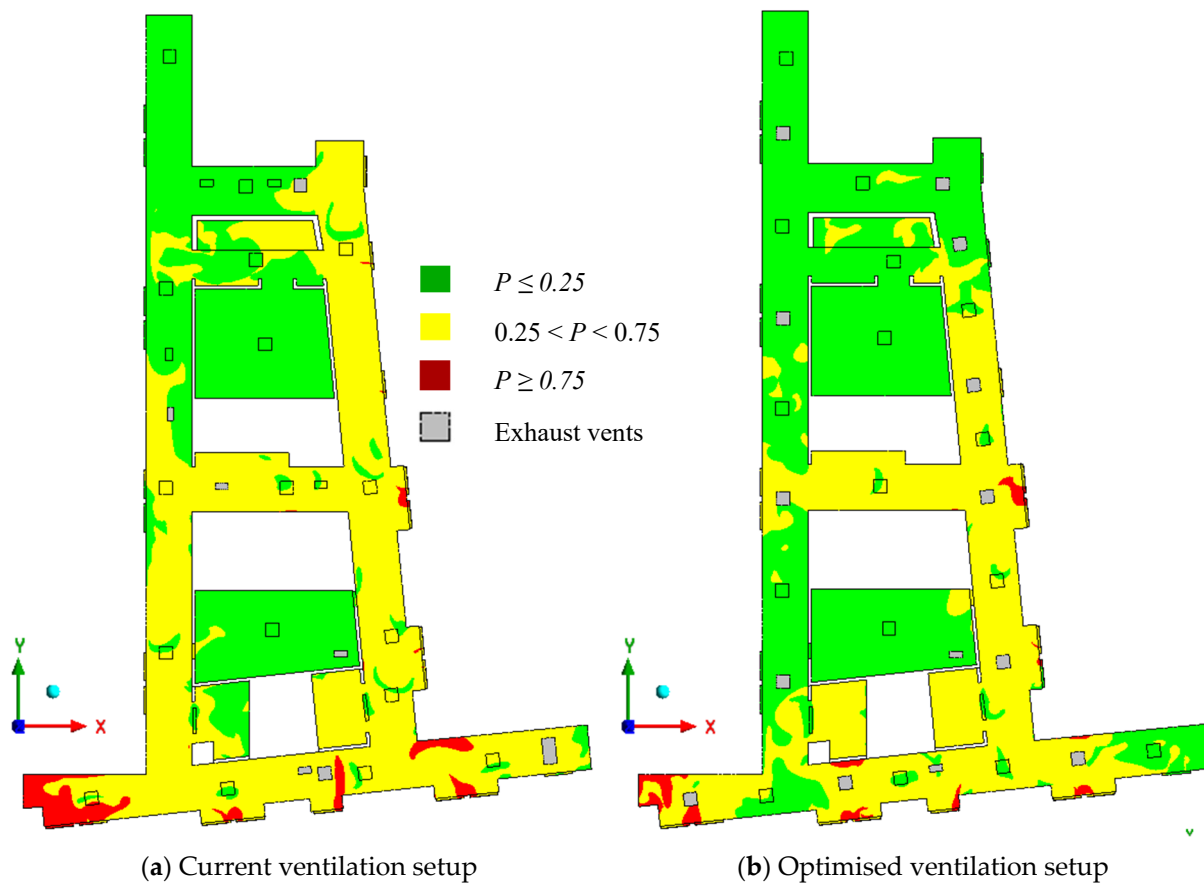 P ≤ 0.25
0.25 < P < 0.75
P ≥ 0.75
Exhaust vents
Y
X
Y
X
Y
(a) Current ventilation setup
(b) Optimised ventilation setup